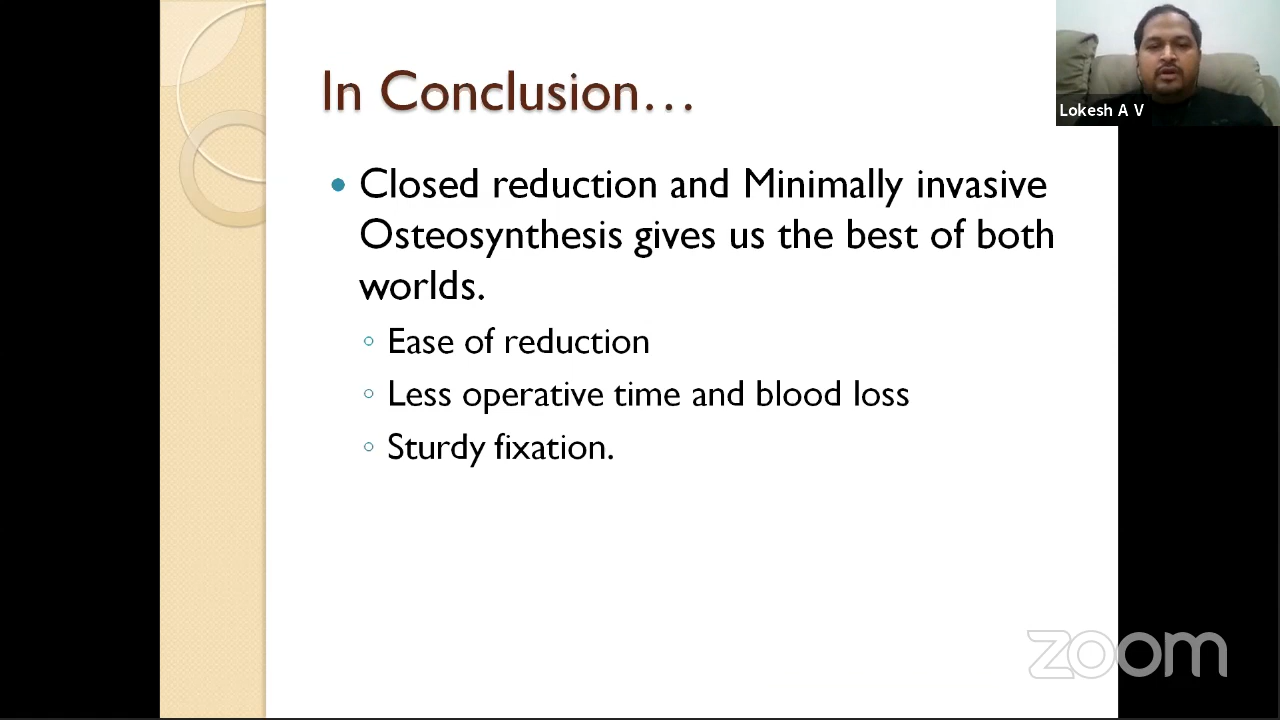 In Conclusion…
Lokesh A V
• Closed reduction and Minimally invasive
Osteosynthesis gives us the best of both
worlds.
◦ Ease of reduction
◦ Less operative time and blood loss
◦ Sturdy fixation.
zoom